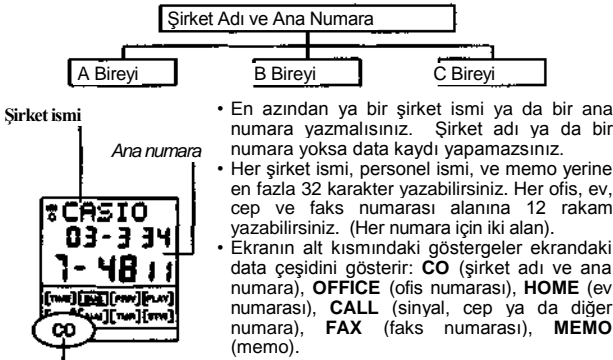 Şirket Adı ve Ana Numara
A Bireyi
B Bireyi
C Bireyi
Şirket ismi
Ana numara
CASIO
03-334
7-4811
CO
• En azından ya bir şirket ismi ya da bir ana
numara yazmalısınız. Şirket adı ya da bir
numara yoksa data kaydı yapamazsınız.
• Her şirket ismi, personel ismi, ve memo yerine
en fazla 32 karakter yazabilirsiniz. Her ofis, ev,
cep ve faks numarası alanına 12 rakam
yazabilirsiniz. (Her numara için iki alan).
• Ekranın alt kısmındaki göstergeler ekrandaki
data çeşidini gösterir: CO (şirket adı ve ana
numara), OFFICE (ofis numarası), HOME (ev
numarası), CALL (sinyal, cep ya da diğer
numara), FAX (faks numarası), MEMO
(memo).